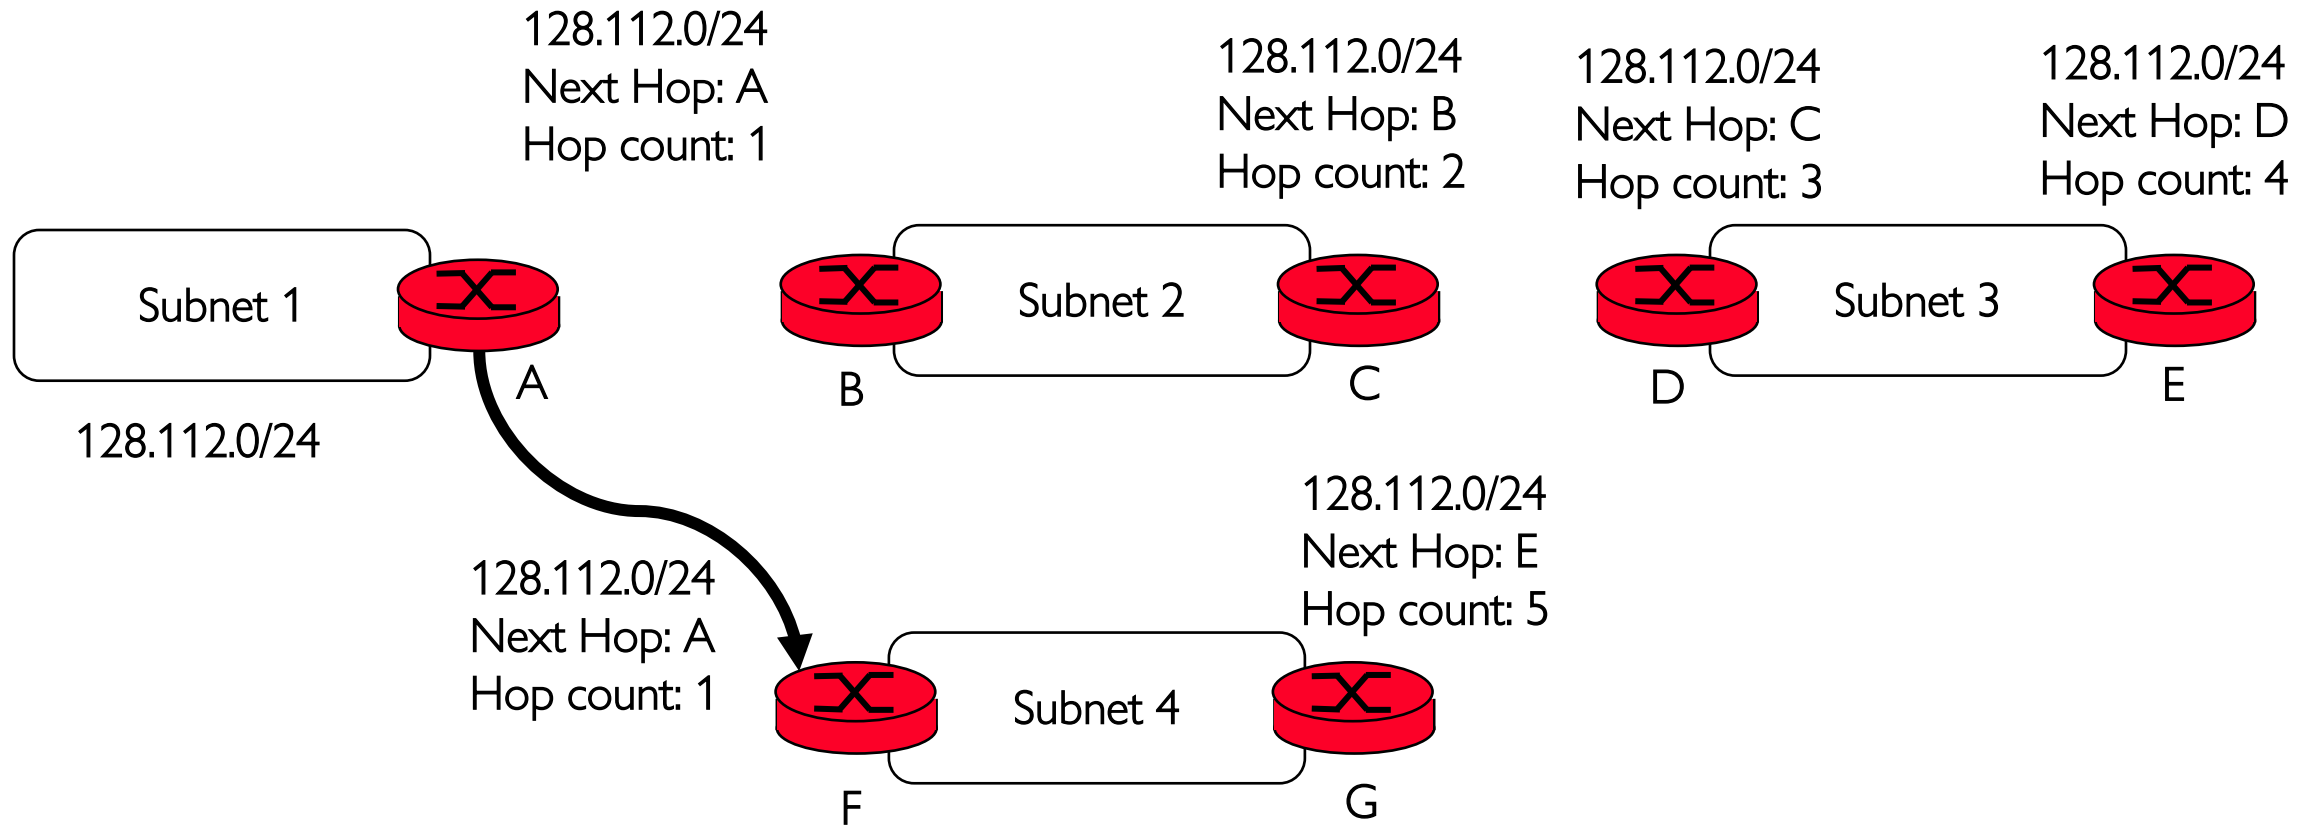 128.112.0/24
Next Hop: A
Hop count: 1
128.112.0/24
Next Hop: B
Hop count: 2
128.112.0/24
Next Hop: C
Hop count: 3
128.112.0/24
Next Hop: D
Hop count: 4
Subnet 1
A
128.112.0/24
B
Subnet 2
C
D
Subnet 3
E
128.112.0/24
Next Hop: A
Hop count: 1
128.112.0/24
Next Hop: E
Hop count: 5
F
Subnet 4
G